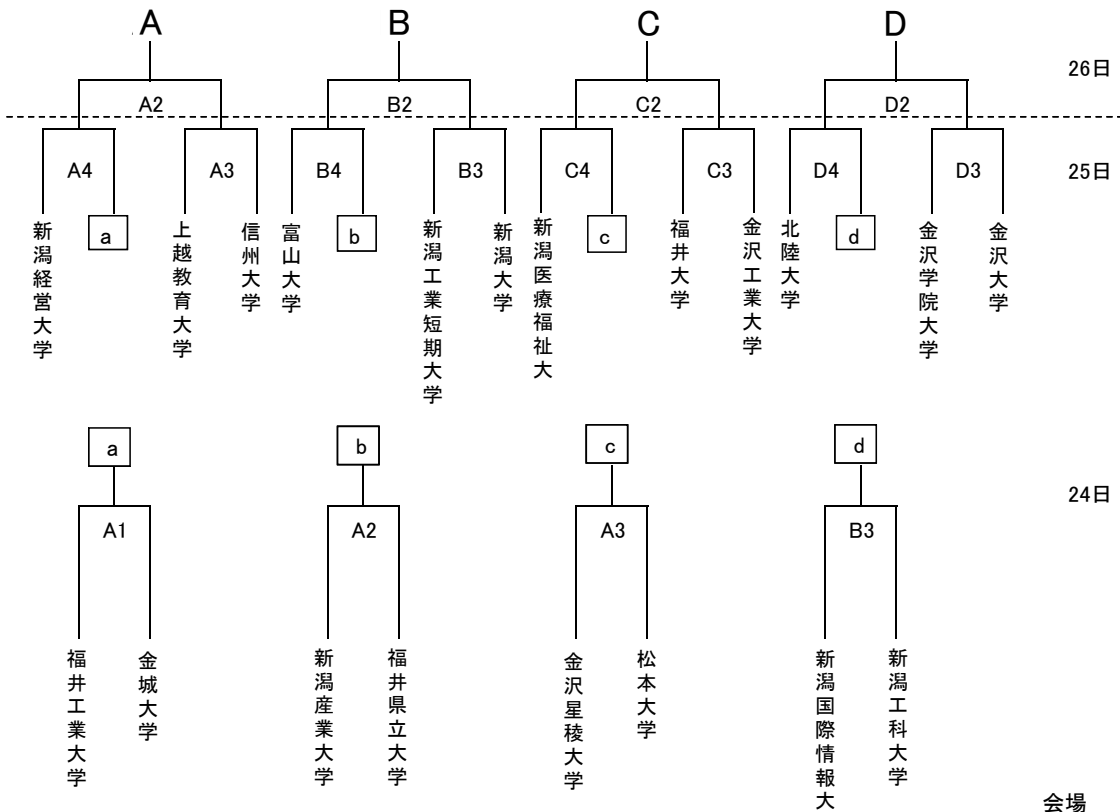 A
B
C
D
26日
A2
B2
C2
D2
A4
A3
B4
B3
C4
C3
D4
D3
25日
新潟経営大学
a
上越教育大学
信州大学
富山大学
b
新潟工業短期大学
新潟大学
新潟医療福祉大
c
福井大学
金沢工業大学
北陸大学
d
金沢学院大学
金沢大学
a
b
c
d
24日
A1
A2
A3
B3
福井工業大学
金城大学
新潟産業大学
福井県立大学
金沢星稜大学
松本大学
新潟国際情報大
新潟工科大学
会場